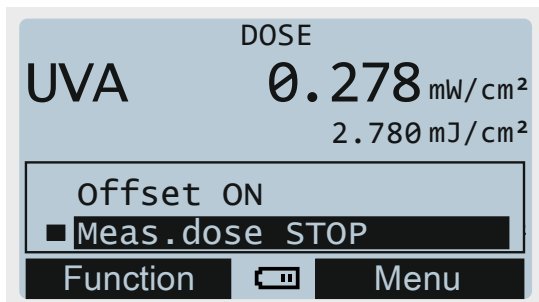 DOSE
UVA 0.278 mW/cm²
2.780 mJ/cm²
Offset ON
Meas.dose STOP
Function Menu